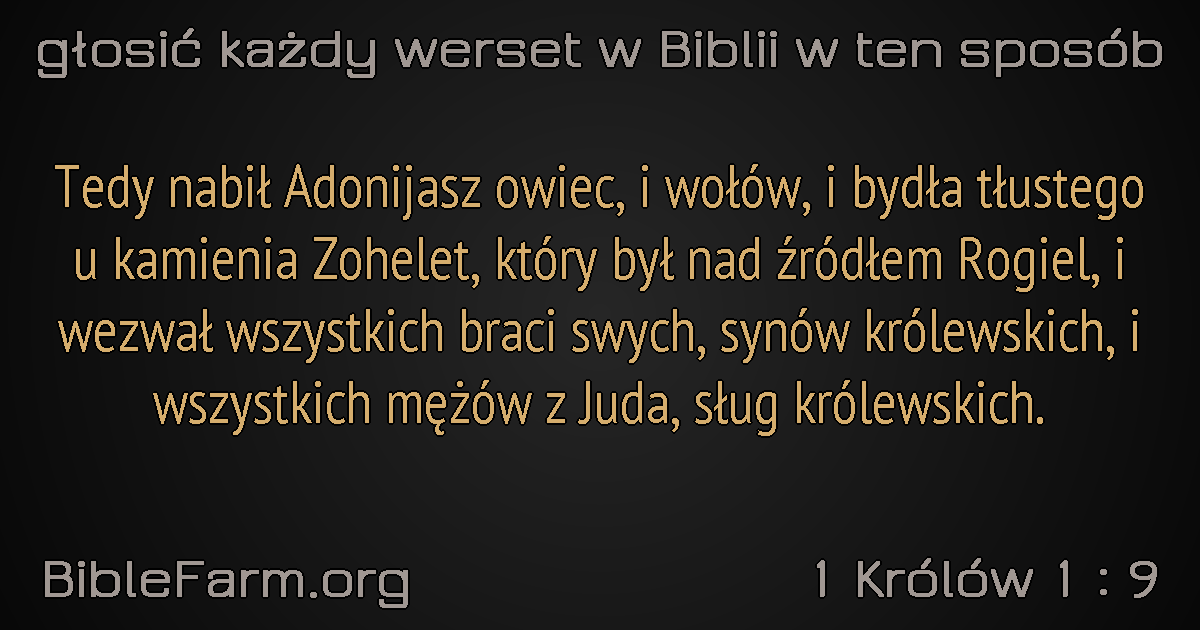 głosić każdy werset w Biblii w ten sposób
Tedy nabił Adonijasz owiec, i wołów, i bydła tłustego
u kamienia Zohelet, który był nad źródłem Rogiel, i
wezwał wszystkich braci swych, synów królewskich, i
wszystkich mężów z Juda, sług królewskich.
BibleFarm.org
1 Królów 1 : 9